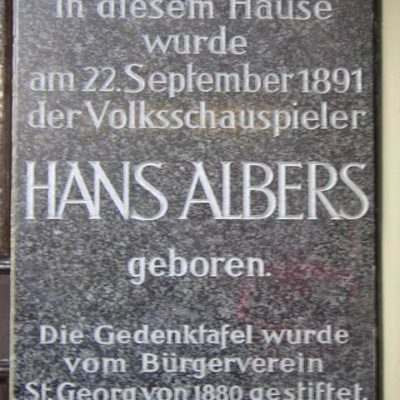 In diesem Hause
wurde
am 22. September 1891
der Volksschauspieler
HANS ALBERS
geboren.
Die Gedenktafel wurde
vom Bürgerverein
St. Georg von 1880 gestiftet.